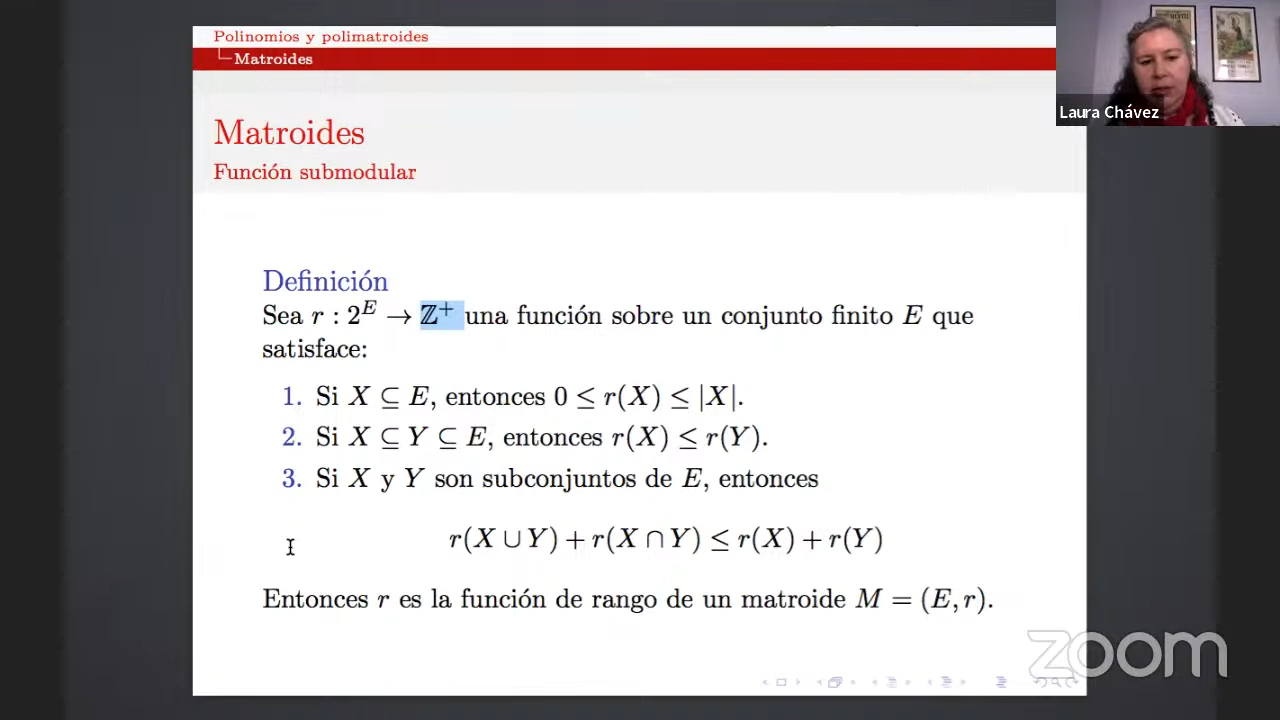 Polinomios y polimatroides
Matroides
Laura Chávez
Matroides
Función submodular
Definición
Sea r : 2^E → ℤ⁺ una función sobre un conjunto finito E que
satisface:
1. Si X ⊆ E, entonces 0 ≤ r(X) ≤ |X|.
2. Si X ⊆ Y ⊆ E, entonces r(X) ≤ r(Y).
3. Si X y Y son subconjuntos de E, entonces
r(X ∪ Y) + r(X ∩ Y) ≤ r(X) + r(Y)
Entonces r es la función de rango de un matroide M = (E, r).
zoom